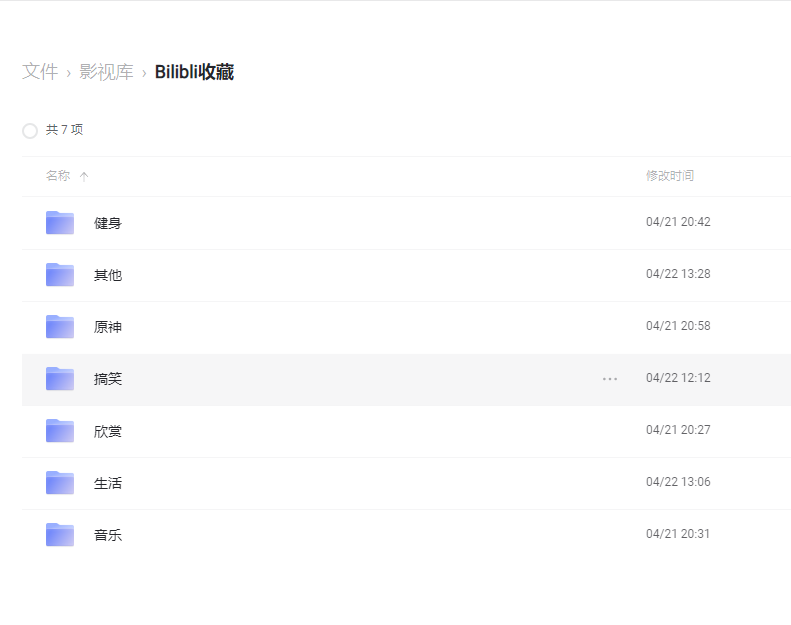 文件 › 影视库 › Bilibli收藏
共 7 项
名称 ↑ 修改时间
健身 04/21 20:42
其他 04/22 13:28
原神 04/21 20:58
搞笑 ··· 04/22 12:12
欣赏 04/21 20:27
生活 04/22 13:06
音乐 04/21 20:31